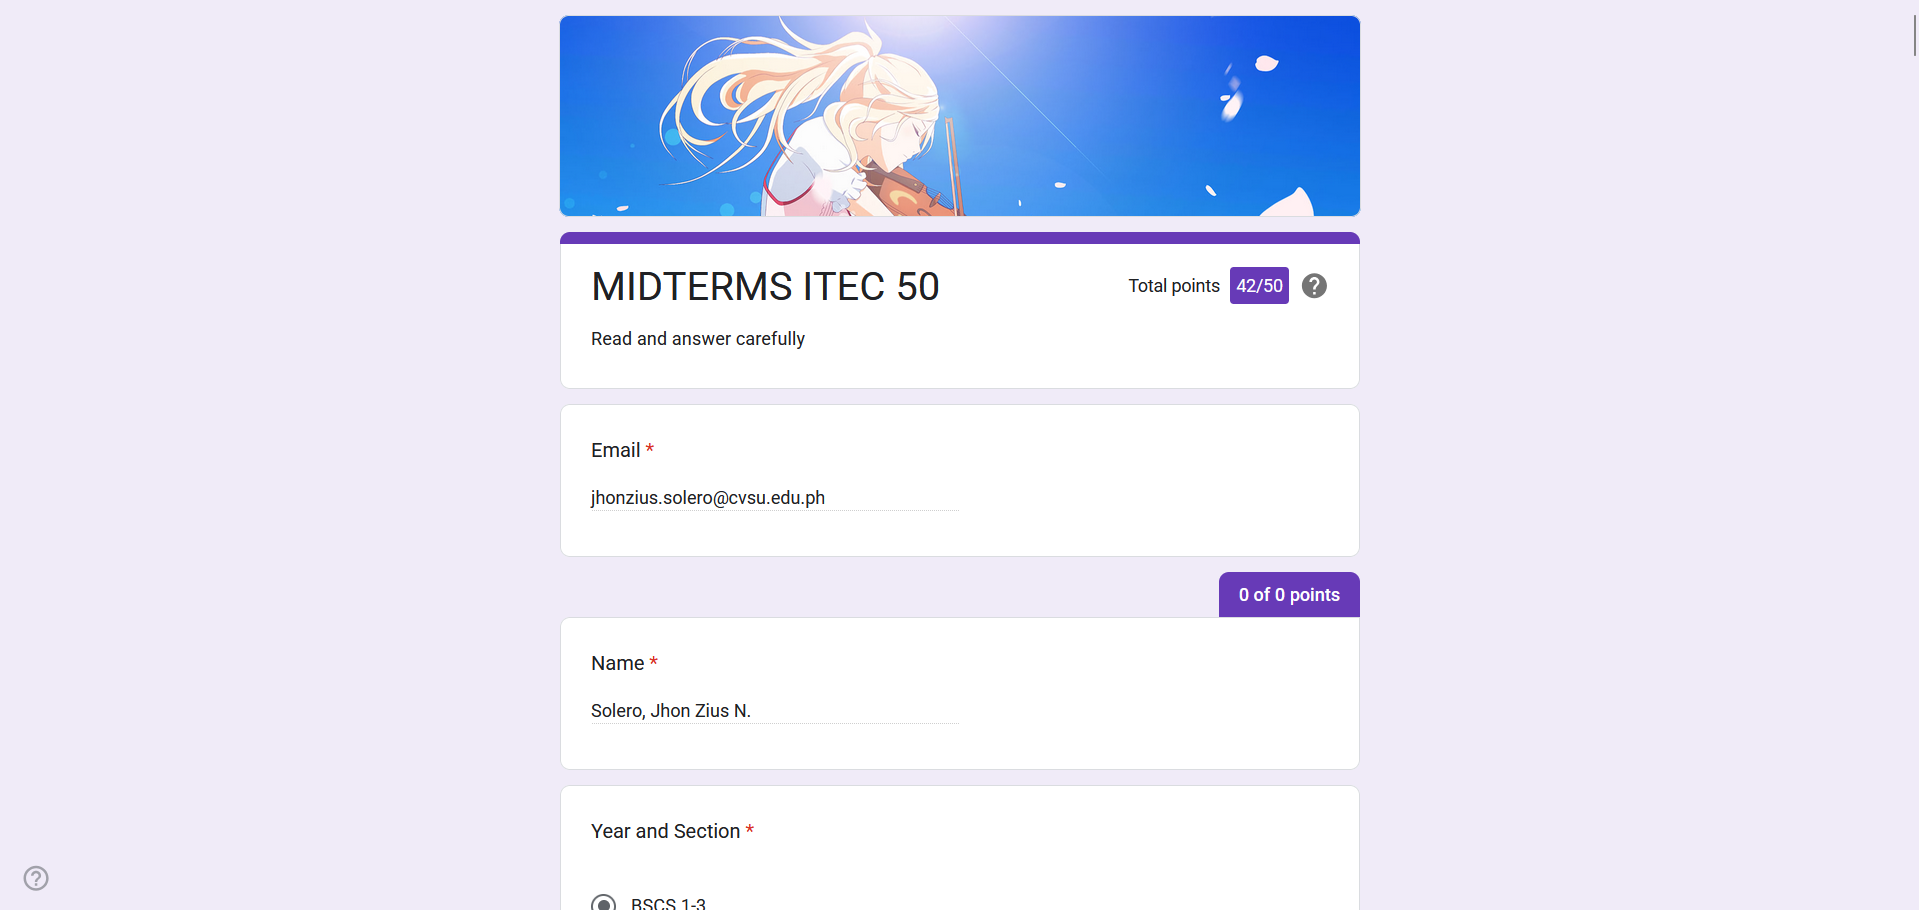 MIDTERMS ITEC 50
Total points 42/50
Read and answer carefully
Email *
jhonzius.solero@cvsu.edu.ph
0 of 0 points
Name *
Solero, Jhon Zius N.
Year and Section *
BSCS 1-3